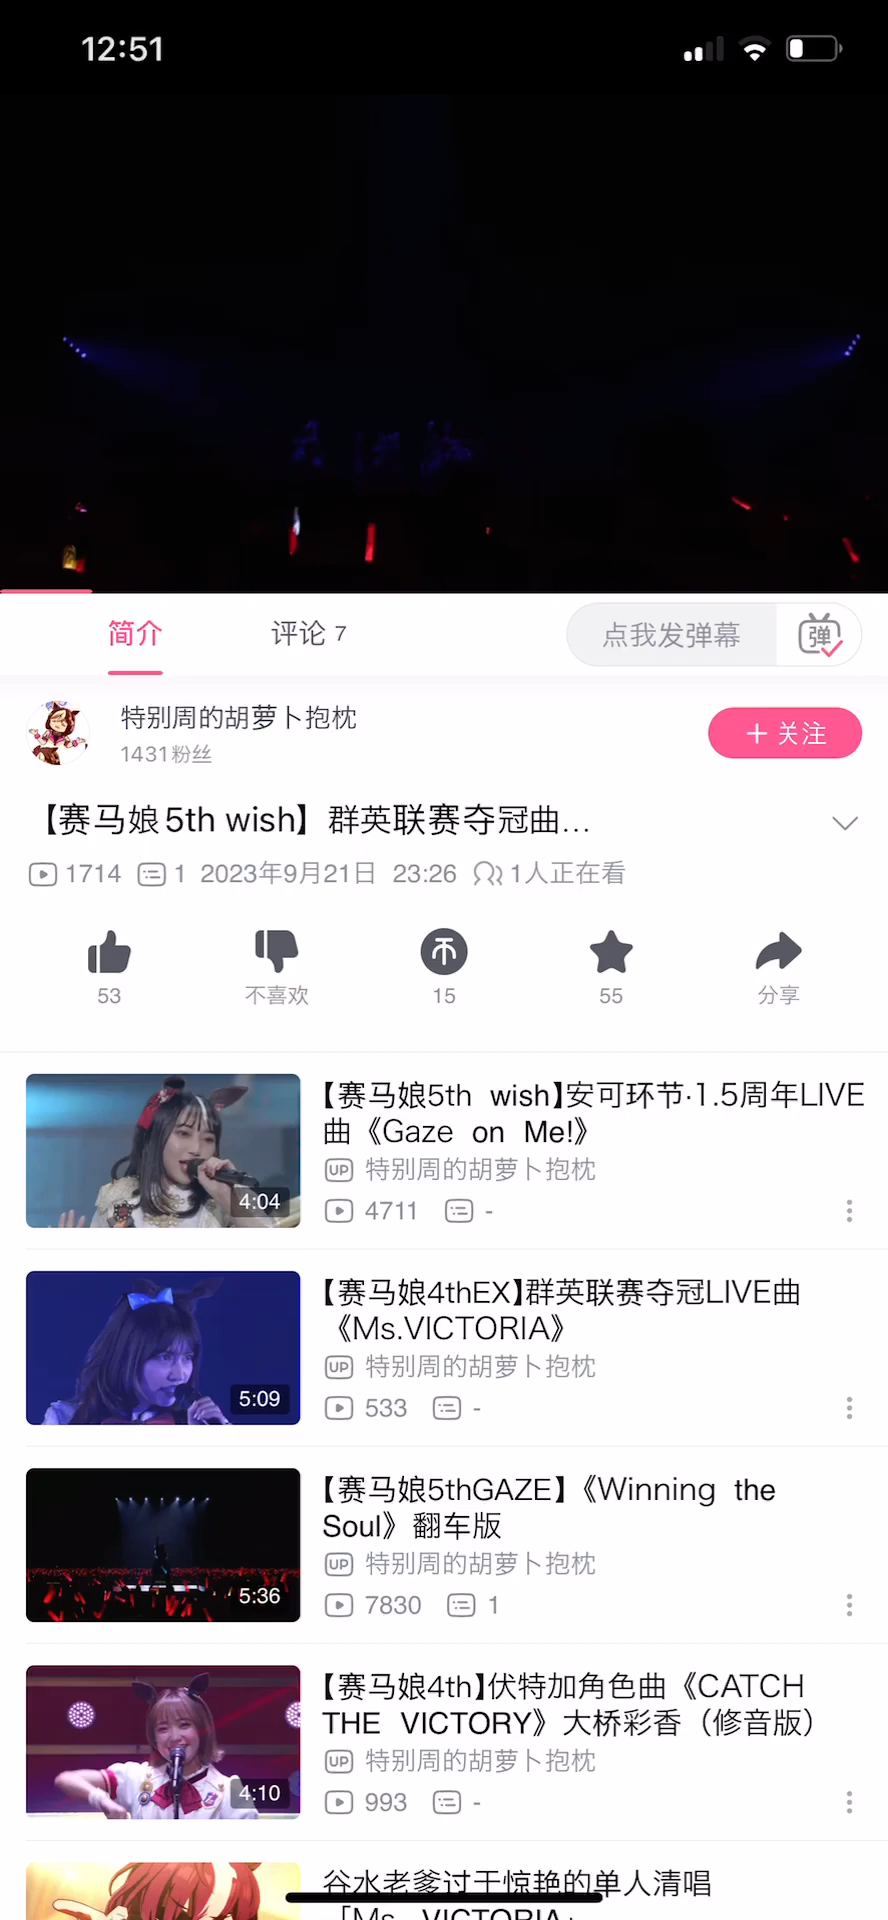 12:51
简介
评论 7
点我发弹幕
弹
特别周的胡萝卜抱枕
1431粉丝
+ 关注
【赛马娘5th wish】群英联赛夺冠曲...
1714 1 2023年9月21日 23:26 1人正在看
53 不喜欢 15 55 分享
【赛马娘5th wish】安可环节·1.5周年LIVE
曲《Gaze on Me!》
UP 特别周的胡萝卜抱枕
4711 -
4:04
【赛马娘4thEX】群英联赛夺冠LIVE曲
《Ms.VICTORIA》
UP 特别周的胡萝卜抱枕
533 -
5:09
【赛马娘5thGAZE】《Winning the
Soul》翻车版
UP 特别周的胡萝卜抱枕
7830 1
5:36
【赛马娘4th】伏特加角色曲《CATCH
THE VICTORY》大桥彩香（修音版）
UP 特别周的胡萝卜抱枕
993 -
4:10
谷水老爹过于惊艳的单人清唱
「Ms. VICTORIA」